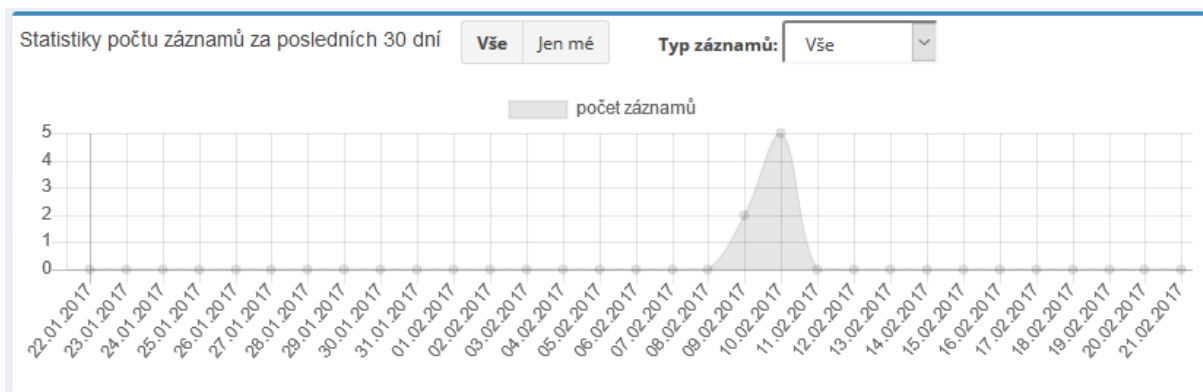 Statistiky počtu záznamů za posledních 30 dní Vše Jen mé Typ záznamů: Vše
počet záznamů
5
4
3
2
1
0
22.01.2017 23.01.2017 24.01.2017 25.01.2017 26.01.2017 27.01.2017 28.01.2017 29.01.2017 30.01.2017 31.01.2017 01.02.2017 02.02.2017 03.02.2017 04.02.2017 05.02.2017 06.02.2017 07.02.2017 08.02.2017 09.02.2017 10.02.2017 11.02.2017 12.02.2017 13.02.2017 14.02.2017 15.02.2017 16.02.2017 17.02.2017 18.02.2017 19.02.2017 20.02.2017 21.02.2017